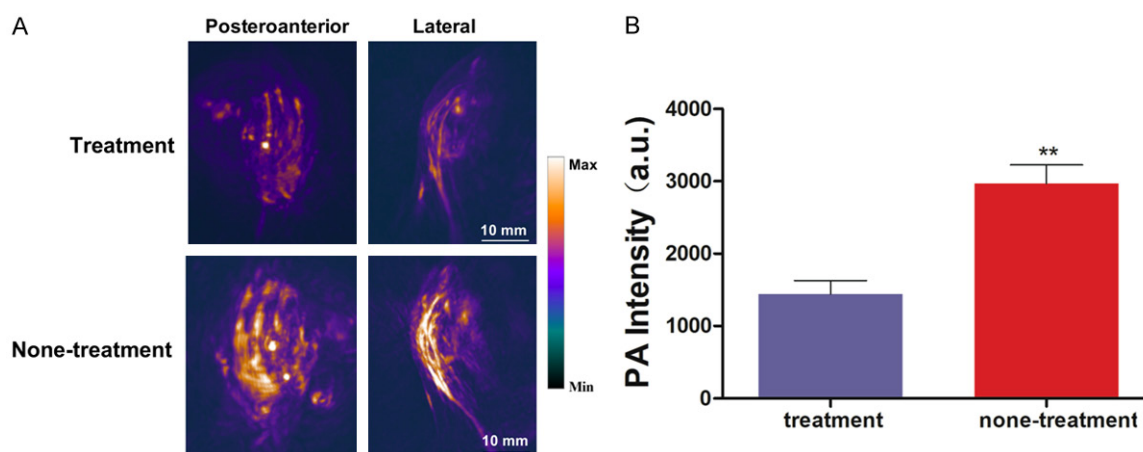 A
Posteroanterior
Lateral
Treatment
10 mm
None-treatment
10 mm
Max
Min
B
PA Intensity（a.u.）
4000
3000
2000
1000
0
**
treatment
none-treatment